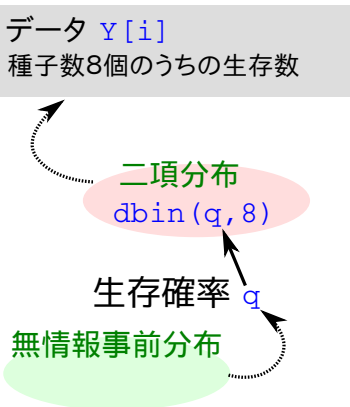 データ Y[i]
種子数8個のうちの生存数
二項分布
dbin(q,8)
生存確率 q
無情報事前分布